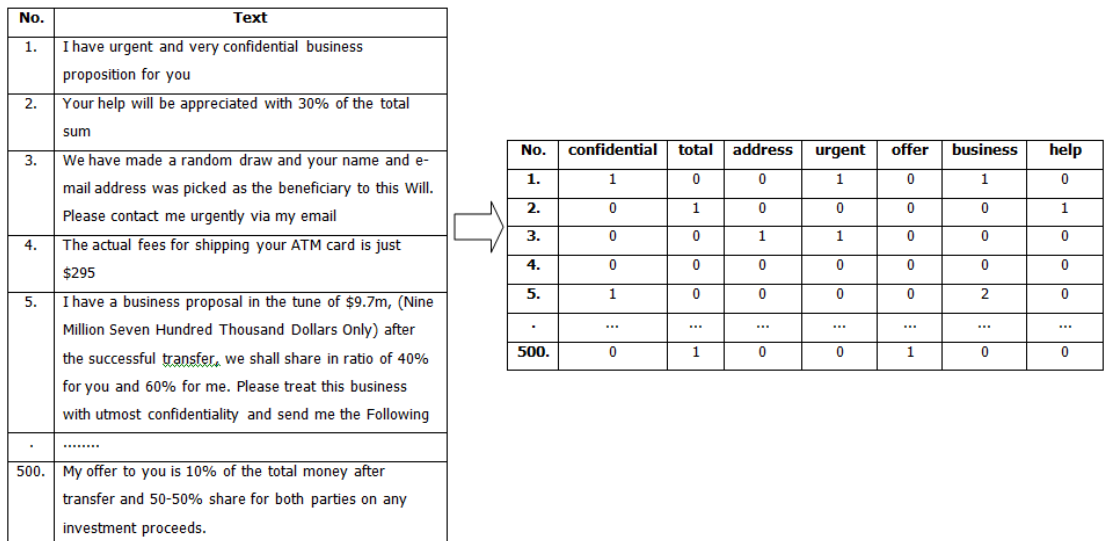 No. Text
1. I have urgent and very confidential business
proposition for you
2. Your help will be appreciated with 30% of the total
sum
3. We have made a random draw and your name and e-
mail address was picked as the beneficiary to this Will.
Please contact me urgently via my email
4. The actual fees for shipping your ATM card is just
$295
5. I have a business proposal in the tune of $9.7m, (Nine
Million Seven Hundred Thousand Dollars Only) after
the successful transfer, we shall share in ratio of 40%
for you and 60% for me. Please treat this business
with utmost confidentiality and send me the Following
. ........
500. My offer to you is 10% of the total money after
transfer and 50-50% share for both parties on any
investment proceeds.
No. confidential total address urgent offer business help
1. 1 0 0 1 0 1 0
2. 0 1 0 0 0 0 1
3. 0 0 1 1 0 0 0
4. 0 0 0 0 0 0 0
5. 1 0 0 0 0 2 0
. ... ... ... ... ... ... ...
500. 0 1 0 0 1 0 0